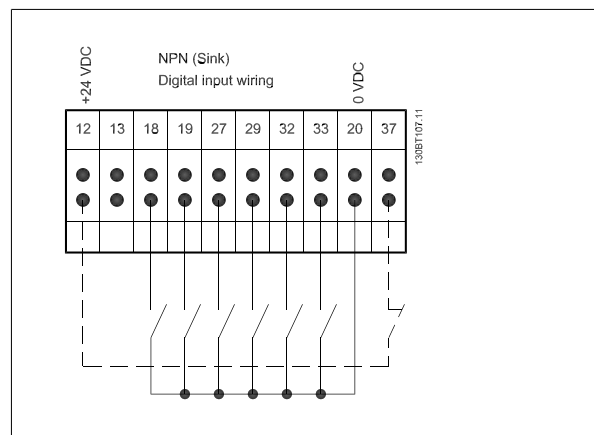 +24 VDC
NPN (Sink)
Digital input wiring
0 VDC
12 13 18 19 27 29 32 33 20 37
130BT107.11